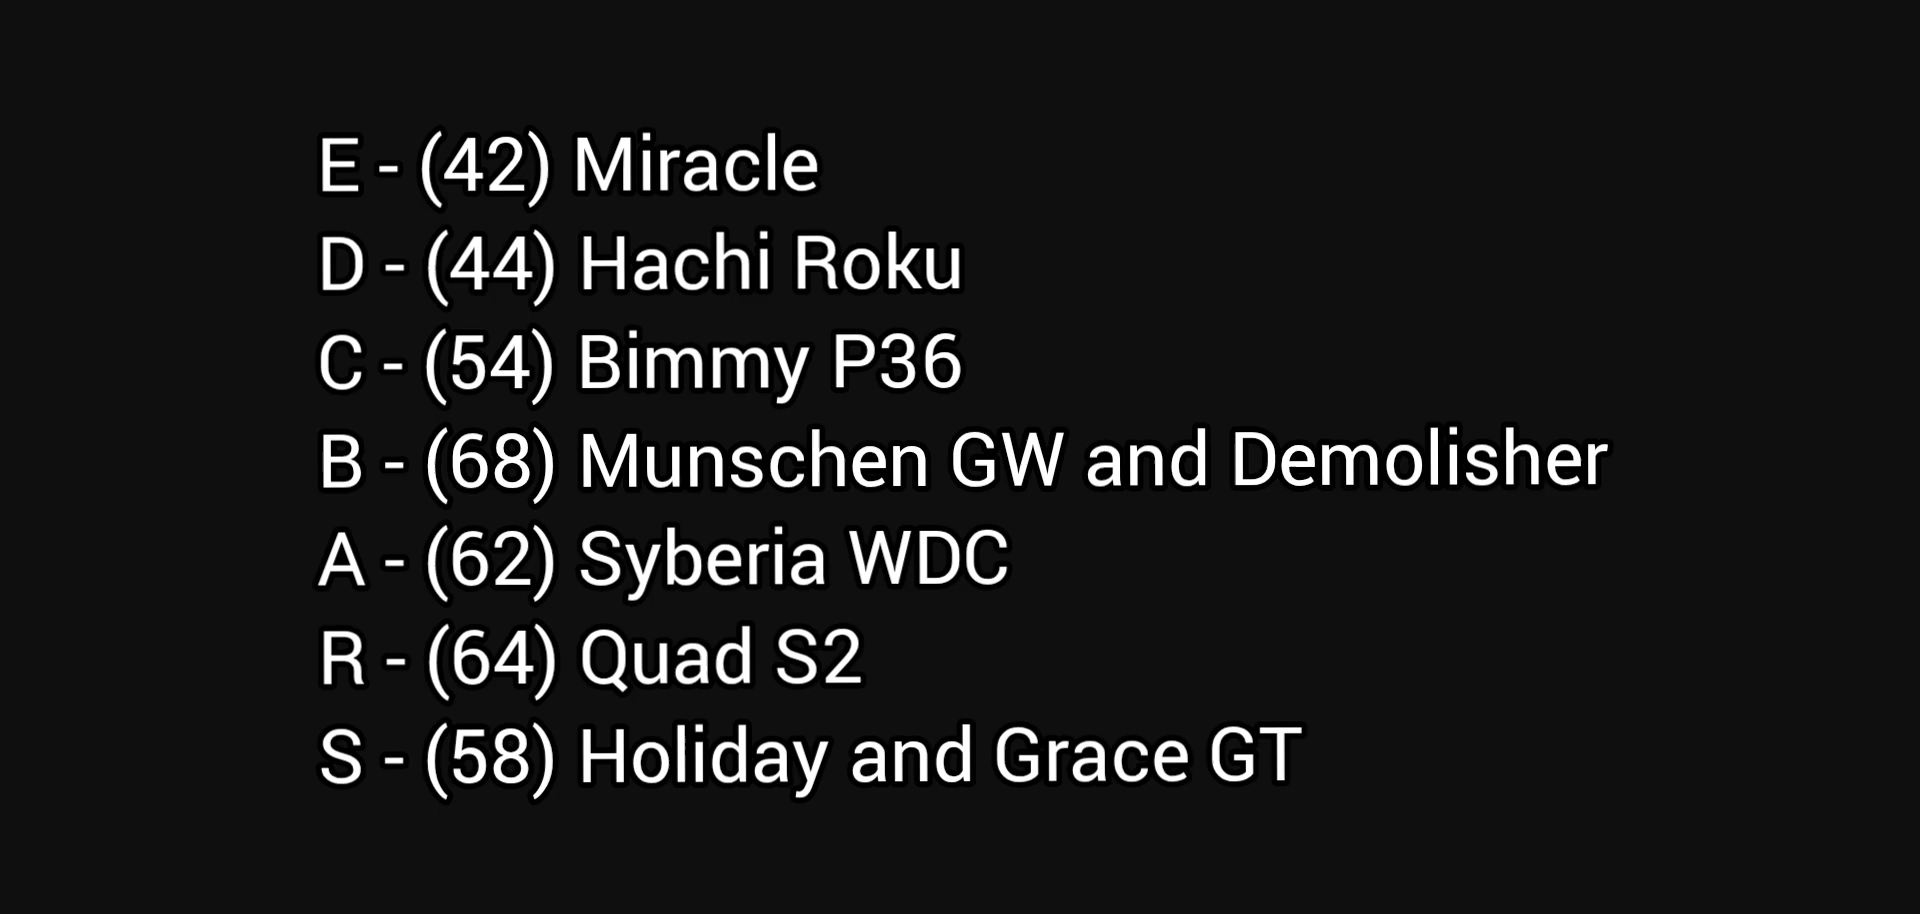 E - (42) Miracle
D - (44) Hachi Roku
C - (54) Bimmy P36
B - (68) Munschen GW and Demolisher
A - (62) Syberia WDC
R - (64) Quad S2
S - (58) Holiday and Grace GT